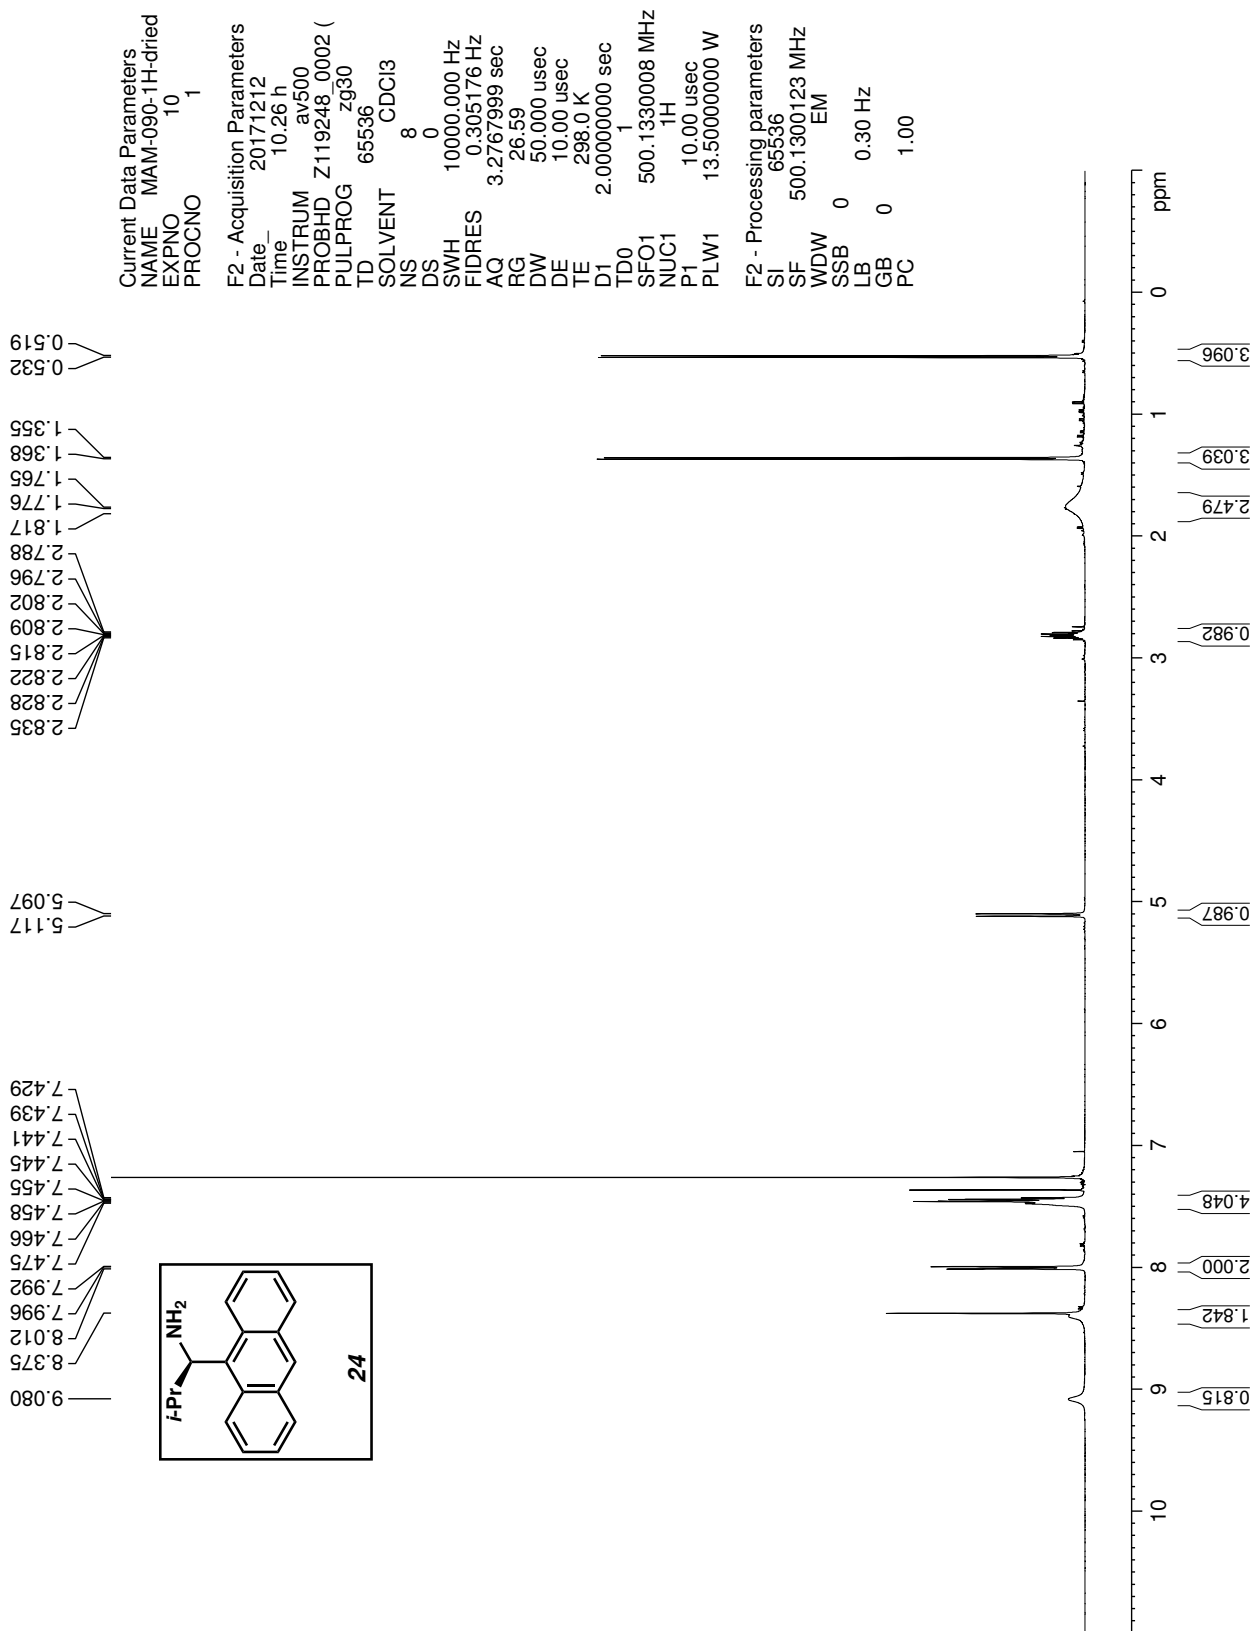 Current Data Parameters
NAME MAM-090-1H-dried
EXPNO 10
PROCNO 1
F2 - Acquisition Parameters
Date_ 20171212
Time 10.26 h
INSTRUM av500
PROBHD Z119248_0002 (
PULPROG zg30
TD 65536
SOLVENT CDCl3
NS 8
DS 0
SWH 10000.000 Hz
FIDRES 0.305176 Hz
AQ 3.2767999 sec
RG 26.59
DW 50.000 usec
DE 10.00 usec
TE 298.0 K
D1 2.00000000 sec
TD0 1
SFO1 500.1330008 MHz
NUC1 1H
P1 10.00 usec
PLW1 13.50000000 W
F2 - Processing parameters
SI 65536
SF 500.1300123 MHz
WDW EM
SSB 0
LB 0.30 Hz
GB 0
PC 1.00
9.080
8.375
8.012
7.996
7.992
7.475
7.466
7.458
7.455
7.445
7.441
7.439
7.429
5.117
5.097
2.835
2.828
2.822
2.815
2.809
2.802
2.796
2.788
1.817
1.776
1.765
1.368
1.355
0.532
0.519
i-Pr NH2
24
10 9 8 7 6 5 4 3 2 1 0 ppm
0.815
1.842
2.000
4.048
0.987
0.982
2.479
3.039
3.096